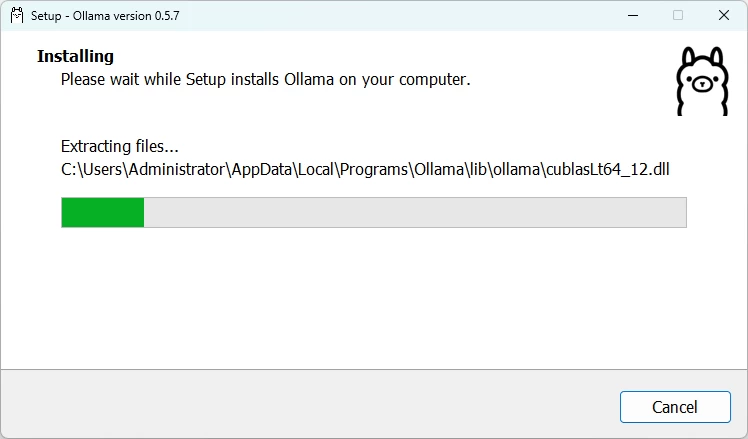 Setup - Ollama version 0.5.7
Installing
Please wait while Setup installs Ollama on your computer.
Extracting files...
C:\Users\Administrator\AppData\Local\Programs\Ollama\lib\ollama\cublasLt64_12.dll
Cancel